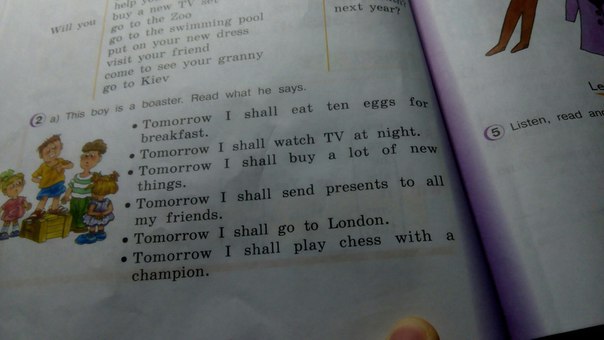 buy a new TV set
go to the Zoo
Will you
go to the swimming pool
put on your new dress
visit your friend
come to see your granny
go to Kiev
next year?
2 a) This boy is a boaster. Read what he says.
• Tomorrow I shall eat ten eggs for
breakfast.
• Tomorrow I shall watch TV at night.
• Tomorrow I shall buy a lot of new
things.
• Tomorrow I shall send presents to all
my friends.
• Tomorrow I shall go to London.
• Tomorrow I shall play chess with a
champion.
5 Listen, read